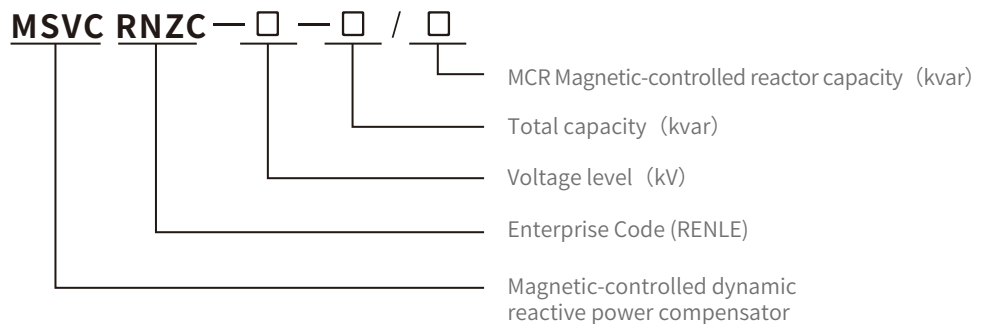 MSVC RNZC — □ — □ / □
MCR Magnetic-controlled reactor capacity（kvar）
Total capacity（kvar）
Voltage level（kV）
Enterprise Code (RENLE)
Magnetic-controlled dynamic
reactive power compensator